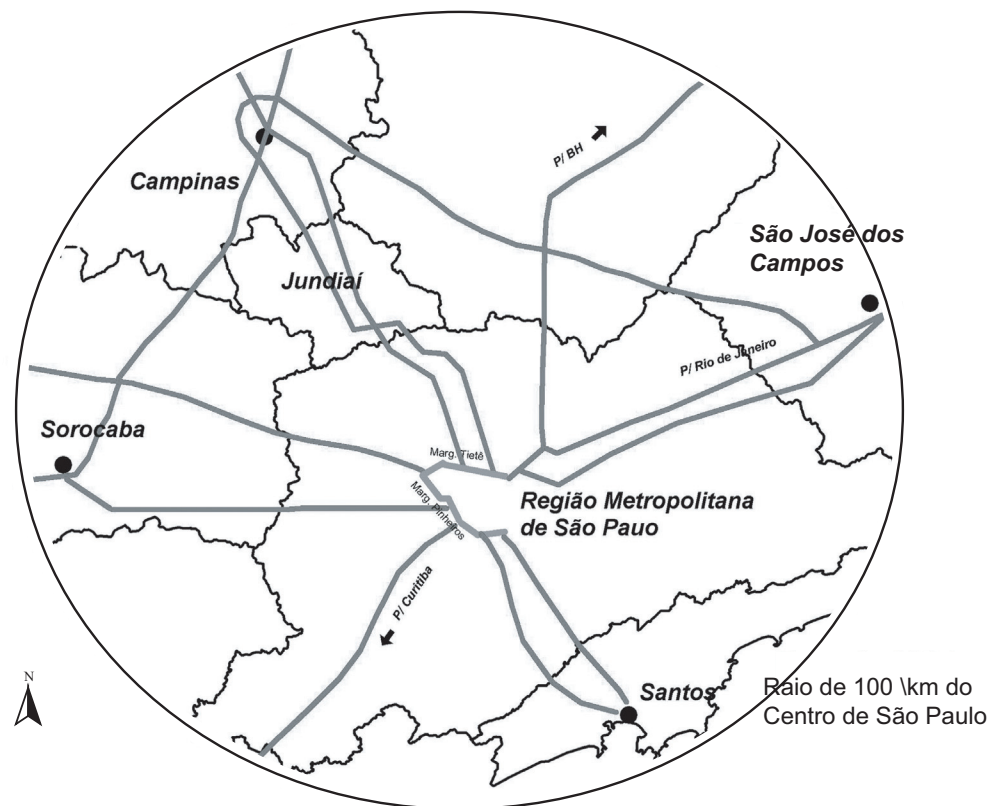 P/ BH
Campinas
São José dos
Campos
Jundiaí
P/ Rio de Janeiro
Sorocaba
Marg. Tietê
Marg. Pinheiros
Região Metropolitana
de São Pauo
P/ Curitiba
N
Santos
Raio de 100 \km do
Centro de São Paulo